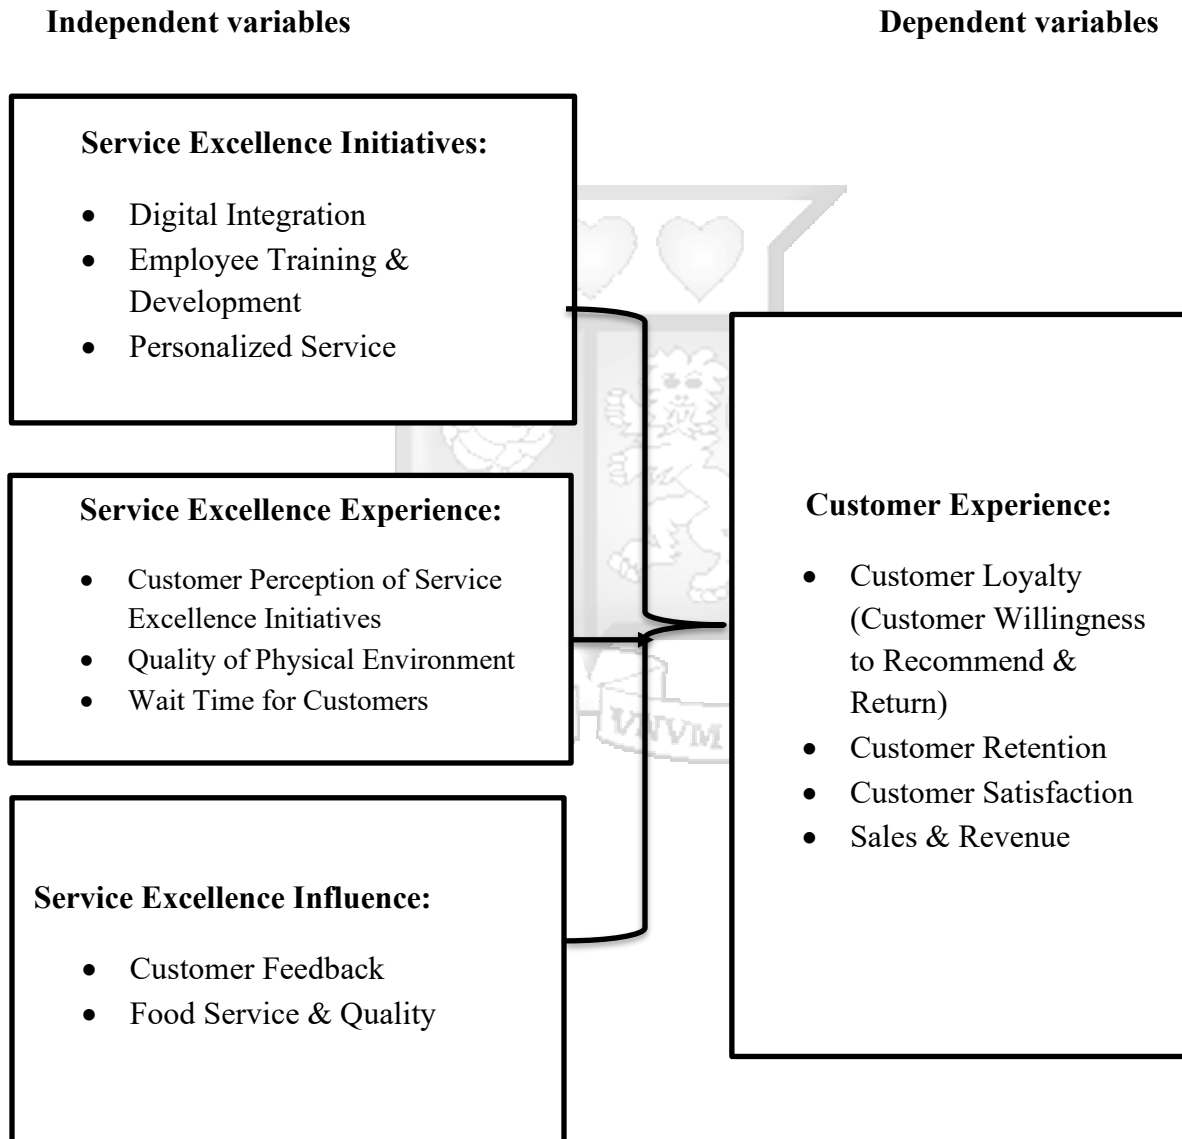 Independent variables
Dependent variables
Service Excellence Initiatives:
• Digital Integration
• Employee Training &
Development
• Personalized Service
Service Excellence Experience:
• Customer Perception of Service
Excellence Initiatives
• Quality of Physical Environment
• Wait Time for Customers
Service Excellence Influence:
• Customer Feedback
• Food Service & Quality
Customer Experience:
• Customer Loyalty
(Customer Willingness
to Recommend &
Return)
• Customer Retention
• Customer Satisfaction
• Sales & Revenue
VNVM